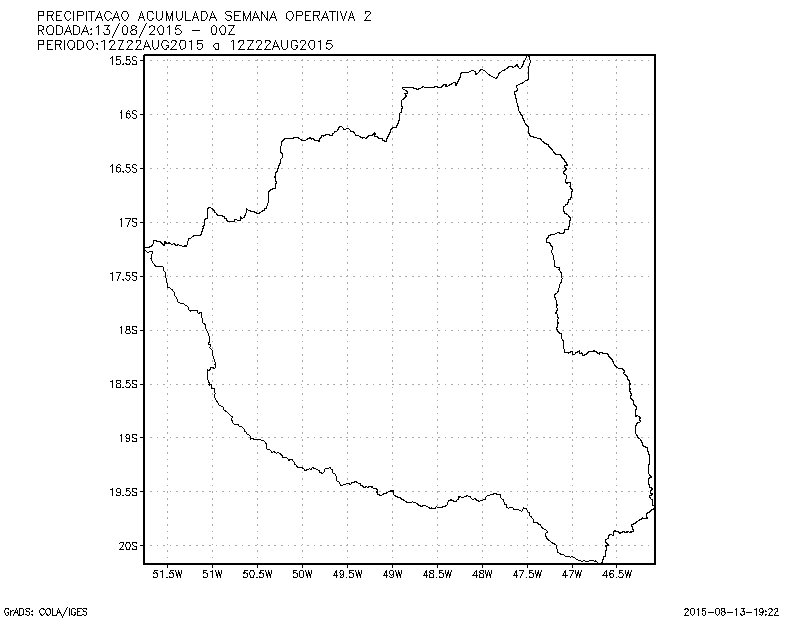 PRECIPITACAO ACUMULADA SEMANA OPERATIVA 2
RODADA:13/08/2015 - 00Z
PERIODO:12Z22AUG2015 a 12Z22AUG2015
15.5S
16S
16.5S
17S
17.5S
18S
18.5S
19S
19.5S
20S
51.5W 51W 50.5W 50W 49.5W 49W 48.5W 48W 47.5W 47W 46.5W
GrADS: COLA/IGES 2015-08-13-19:22